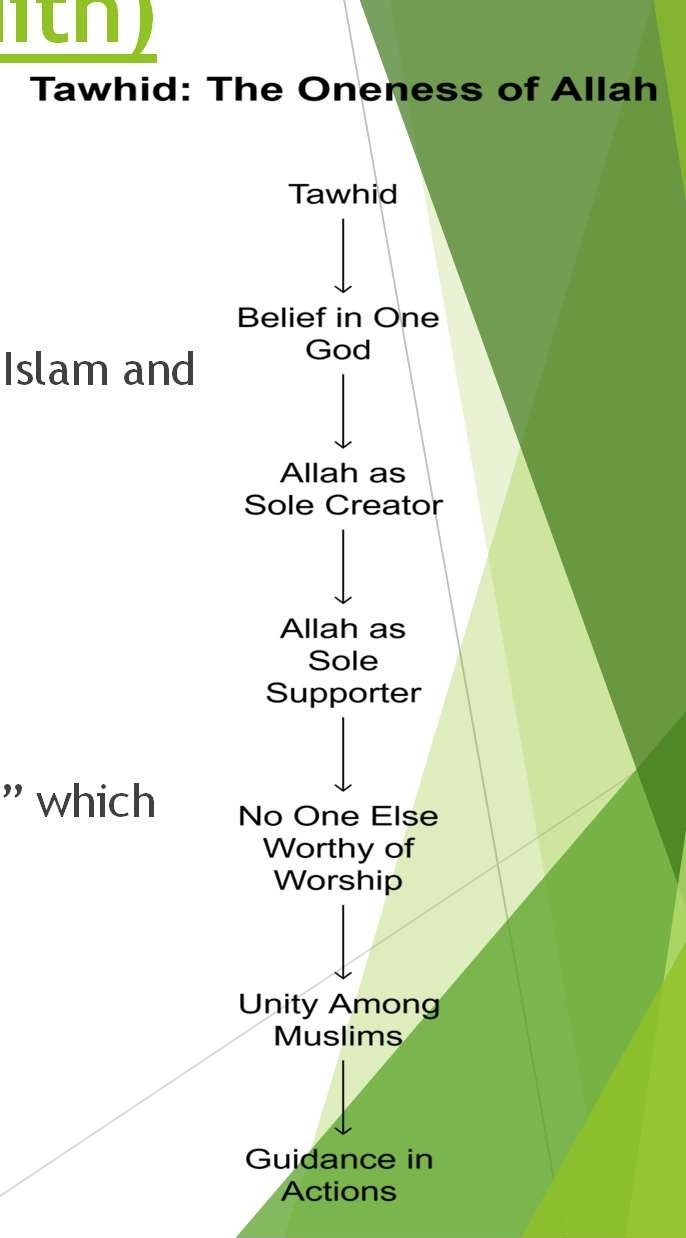 Tawhid: The Oneness of Allah
Tawhid
Belief in One
God
Islam and
Allah as
Sole Creator
Allah as
Sole
Supporter
” which
No One Else
Worthy of
Worship
Unity Among
Muslims
Guidance in
Actions